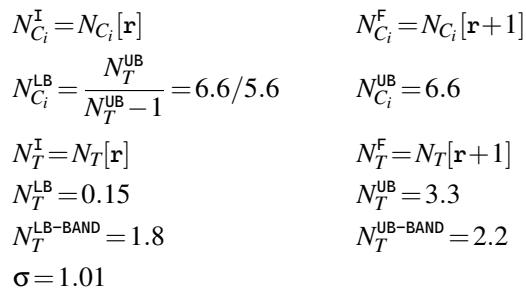 N_{C_i}^I = N_{C_i}[r] N_{C_i}^F = N_{C_i}[r+1]
N_{C_i}^{LB} = \frac{N_T^{UB}}{N_T^{UB} - 1} = 6.6/5.6 N_{C_i}^{UB} = 6.6
N_T^I = N_T[r] N_T^F = N_T[r+1]
N_T^{LB} = 0.15 N_T^{UB} = 3.3
N_T^{LB-BAND} = 1.8 N_T^{UB-BAND} = 2.2
σ = 1.01